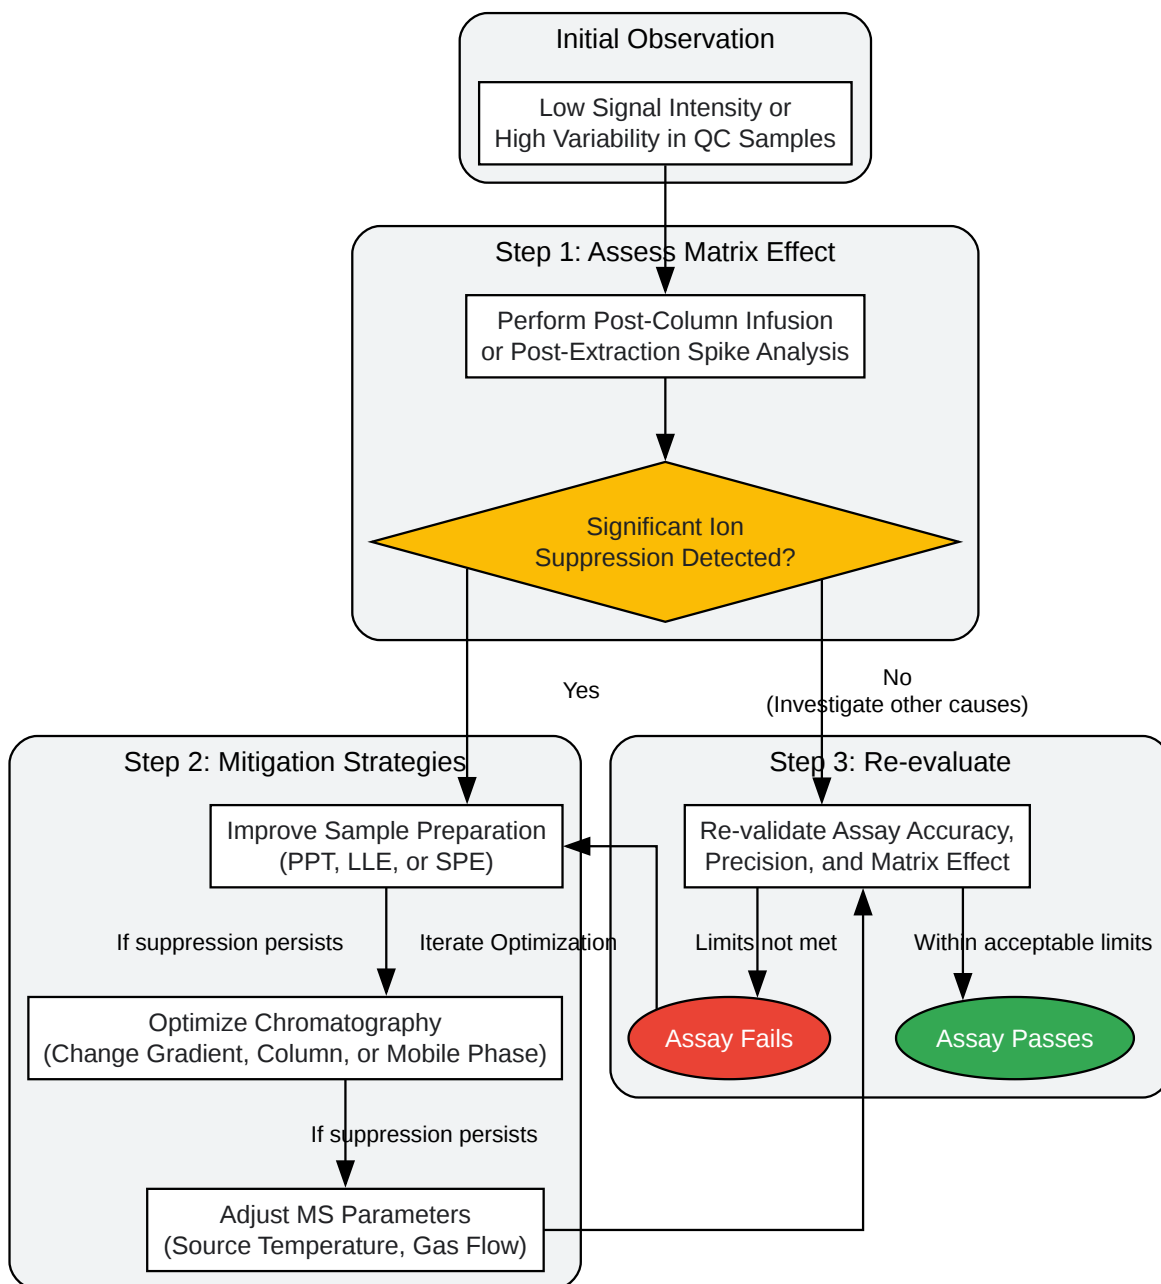 Initial Observation
Low Signal Intensity or
High Variability in QC Samples
Step 1: Assess Matrix Effect
Perform Post-Column Infusion
or Post-Extraction Spike Analysis
Significant Ion
Suppression Detected?
Yes
No
(Investigate other causes)
Step 2: Mitigation Strategies
Improve Sample Preparation
(PPT, LLE, or SPE)
If suppression persists
Iterate Optimization
Optimize Chromatography
(Change Gradient, Column, or Mobile Phase)
If suppression persists
Adjust MS Parameters
(Source Temperature, Gas Flow)
Step 3: Re-evaluate
Re-validate Assay Accuracy,
Precision, and Matrix Effect
Limits not met
Within acceptable limits
Assay Fails
Assay Passes